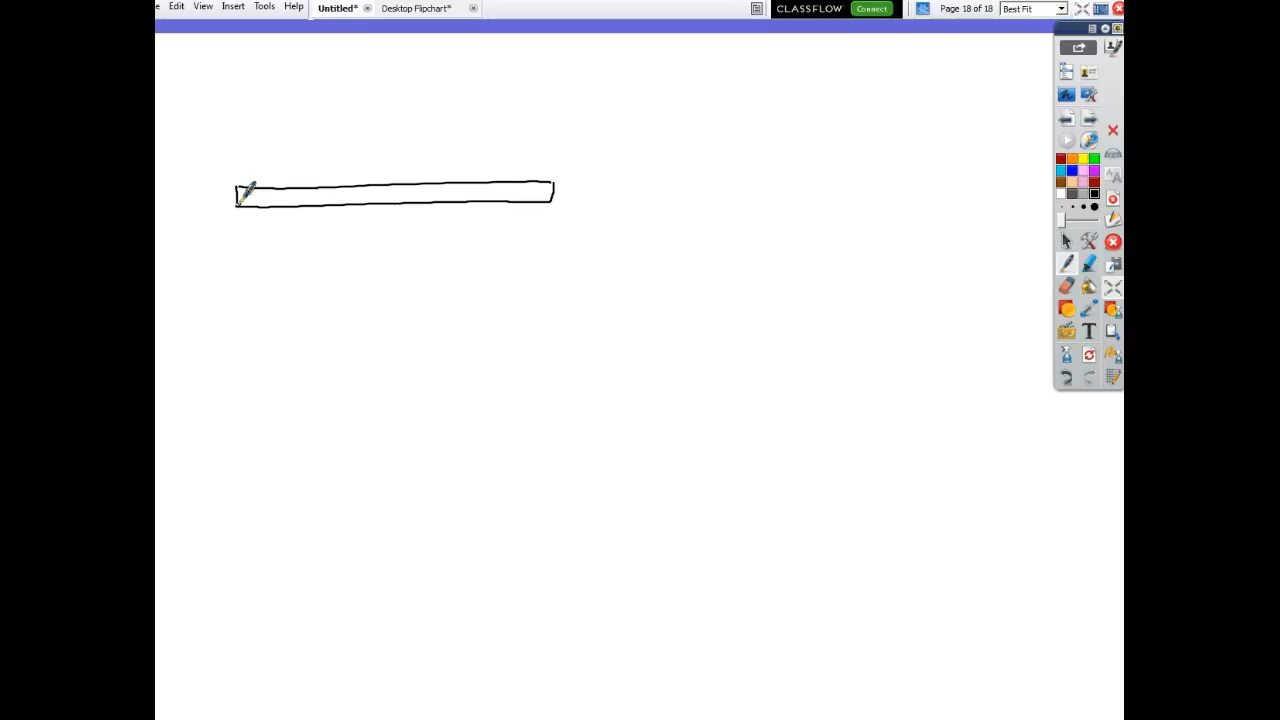 e Edit View Insert Tools Help Untitled* Desktop Flipchart* CLASSFLOW Connect Page 18 of 18 Best Fit
T